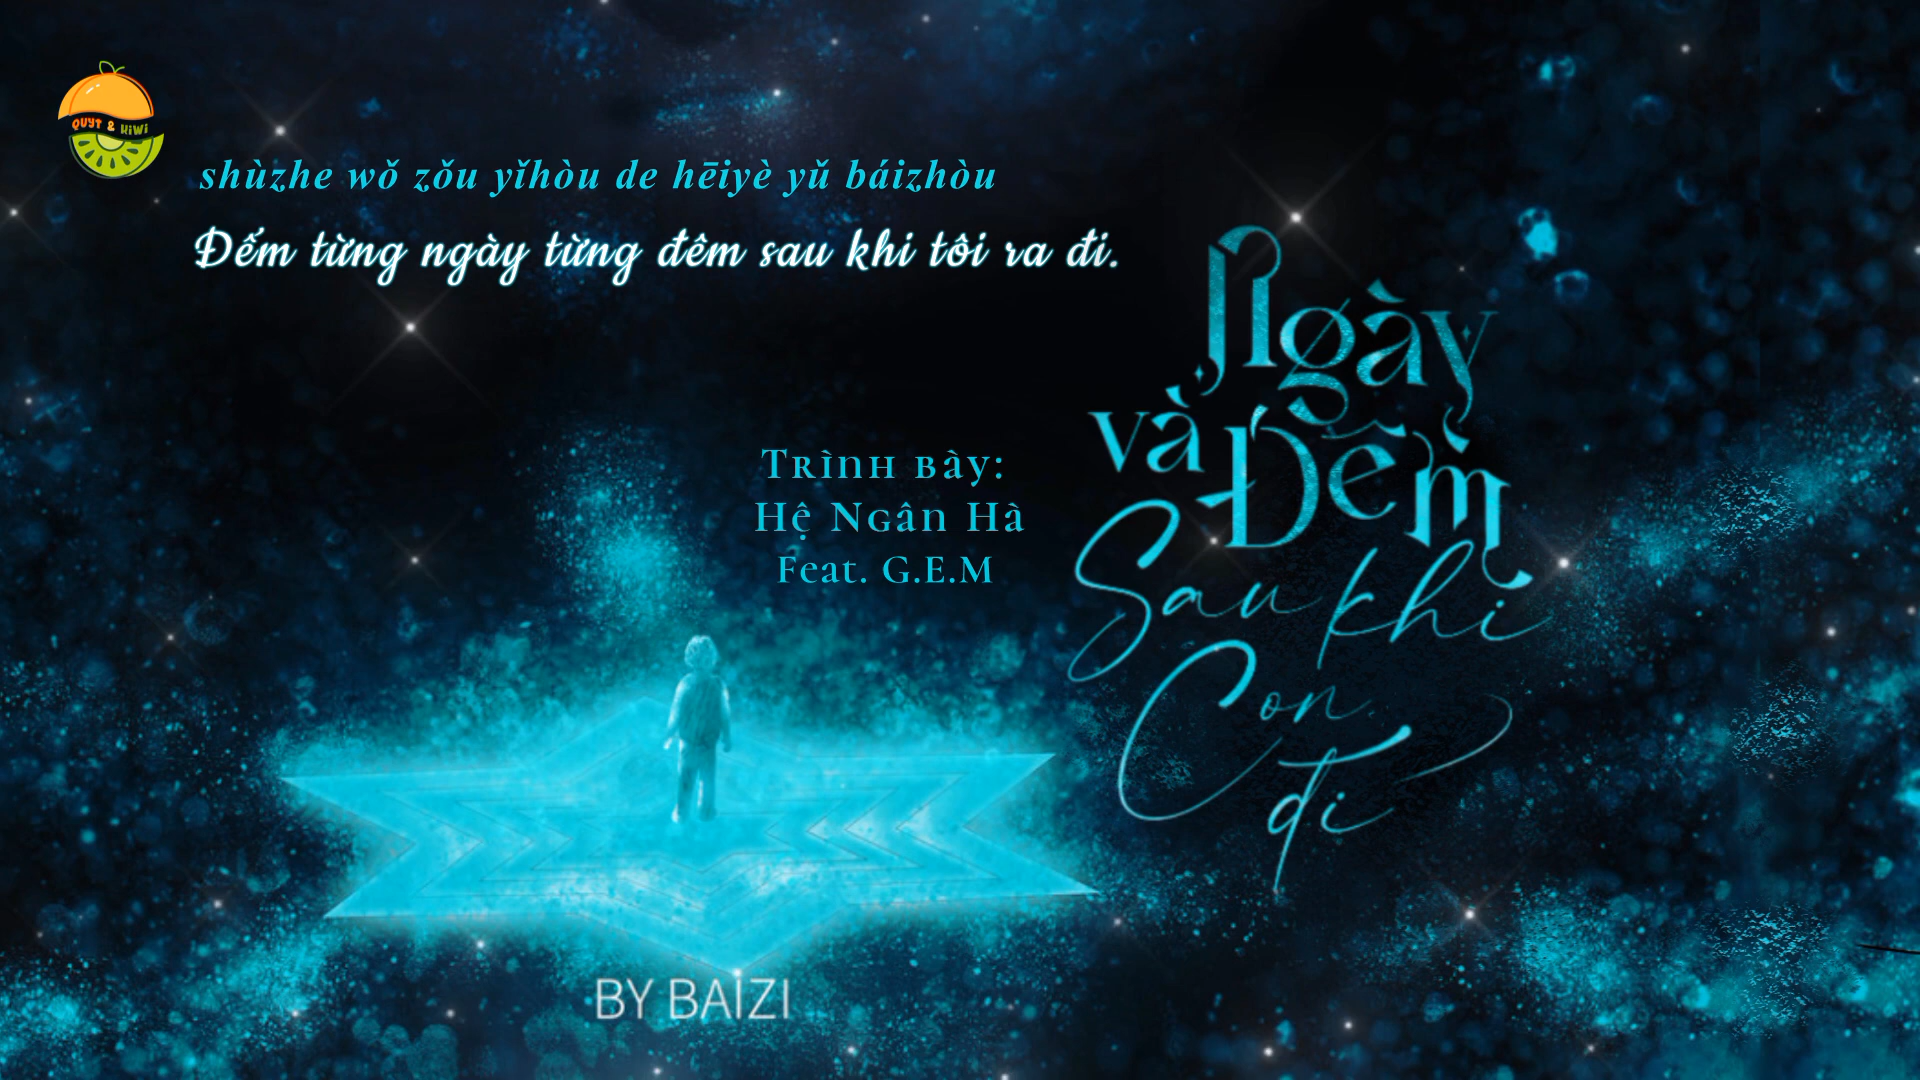 QUÝT & KIWI
shùzhe wǒ zǒu yǐhòu de hēiyè yǔ báizhòu
Đếm từng ngày từng đêm sau khi tôi ra đi.
Trình bày:
Hệ Ngân Hà
Feat. G.E.M
Ngày
và Đêm
Sau khi
Con
đi
BY BAIZI